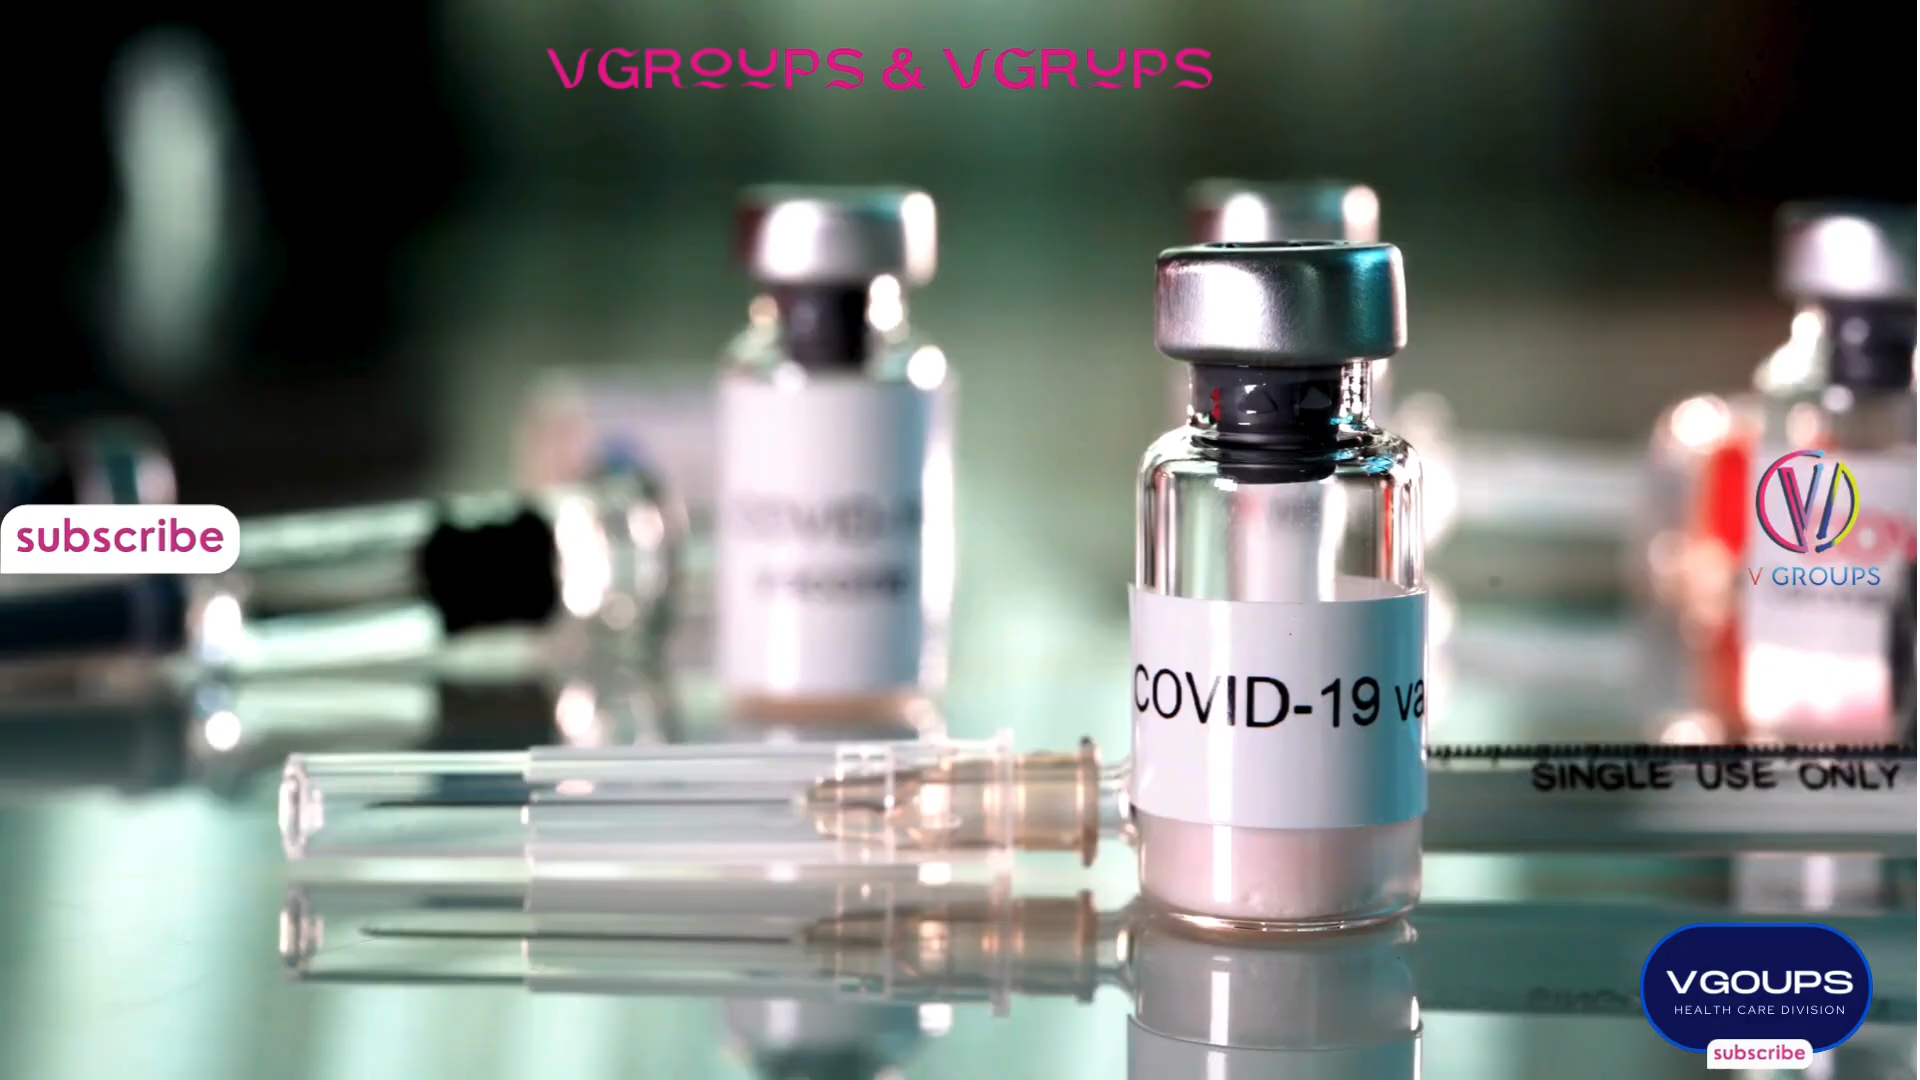 VGROUPS & VGRUPS
subscribe
V GROUPS
COVID-19 va
SINGLE USE ONLY
VGOUPS
HEALTH CARE DIVISION
subscribe